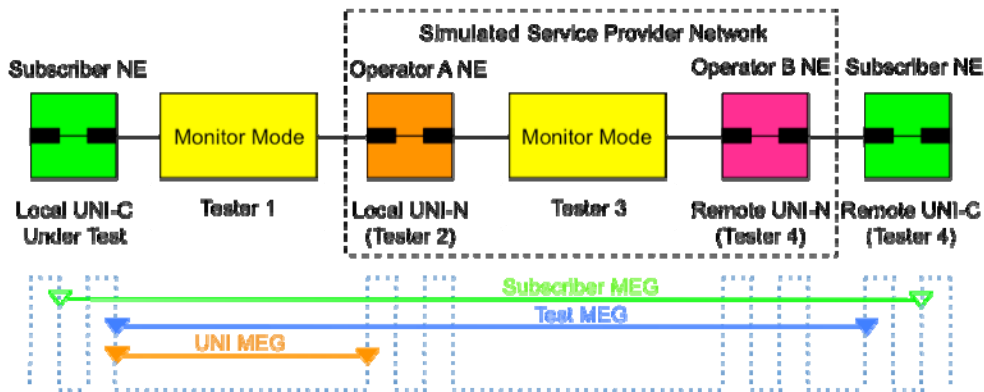 Simulated Service Provider Network
Subscriber NE
Operator A NE
Operator B NE
Subscriber NE
Monitor Mode
Monitor Mode
Local UNI-C
Under Test
Tester 1
Local UNI-N
(Tester 2)
Tester 3
Remote UNI-N
(Tester 4)
Remote UNI-C
(Tester 4)
Subscriber MEG
Test MEG
UNI MEG